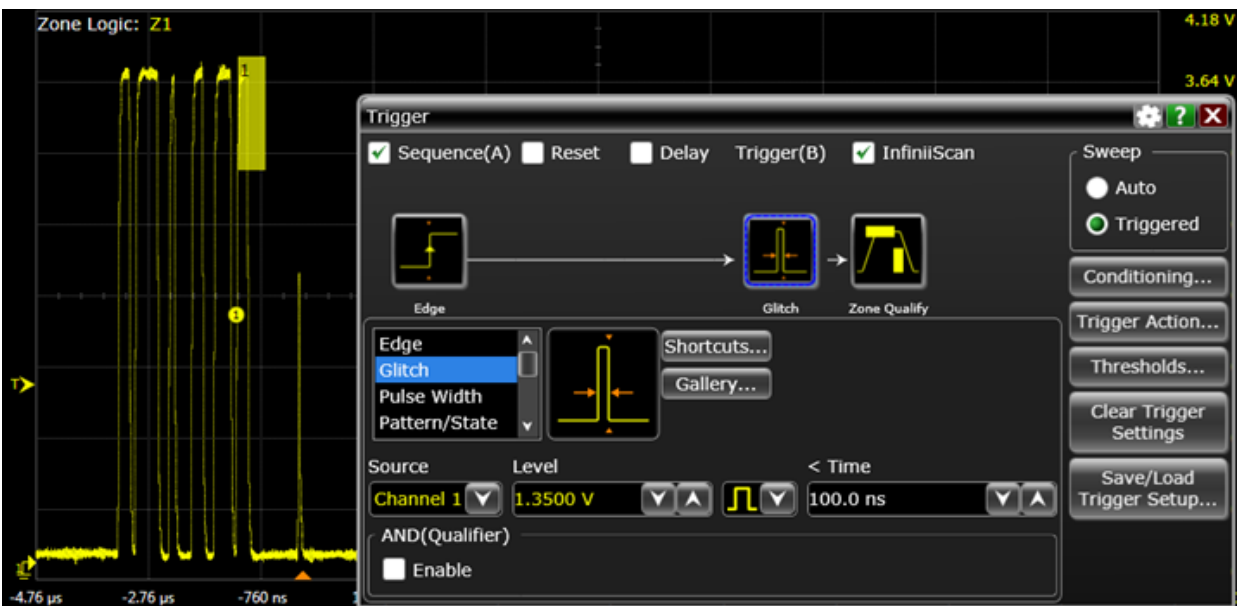 Zone Logic: Z1
4.18 V
3.64 V
1
Trigger
?
X
Sequence(A) Reset Delay Trigger(B) InfiniiScan
Sweep
Auto
Triggered
Edge
Glitch
Zone Qualify
Conditioning...
Trigger Action...
Thresholds...
Clear Trigger
Settings
Save/Load
Trigger Setup...
Edge
Glitch
Pulse Width
Pattern/State
Shortcuts...
Gallery...
Source
Level
< Time
Channel 1
1.3500 V
100.0 ns
AND(Qualifier)
Enable
1
T
-4.76 µs
-2.76 µs
-760 ns